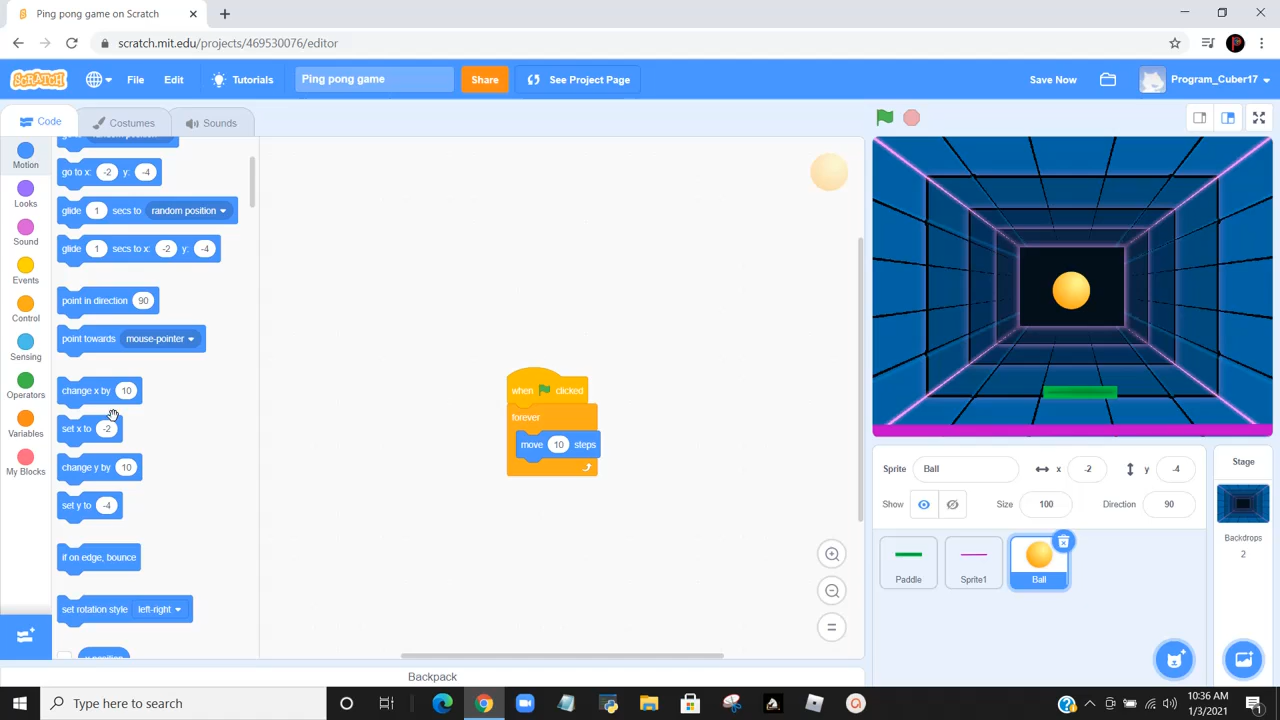 Ping pong game on Scratch
scratch.mit.edu/projects/469530076/editor
SCRATCH
File
Edit
Tutorials
Ping pong game
Share
See Project Page
Save Now
Program_Cuber17
Code
Costumes
Sounds
Motion
Looks
Sound
Events
Control
Sensing
Operators
Variables
My Blocks
go to x: -2 y: -4
glide 1 secs to random position
glide 1 secs to x: -2 y: -4
point in direction 90
point towards mouse-pointer
change x by 10
set x to -2
change y by 10
set y to -4
if on edge, bounce
set rotation style left-right
when clicked
forever
move 10 steps
Sprite Ball x -2 y -4
Show Size 100 Direction 90
Paddle
Sprite1
Ball
Stage
Backdrops
2
Backpack
Type here to search
10:36 AM
1/3/2021
1